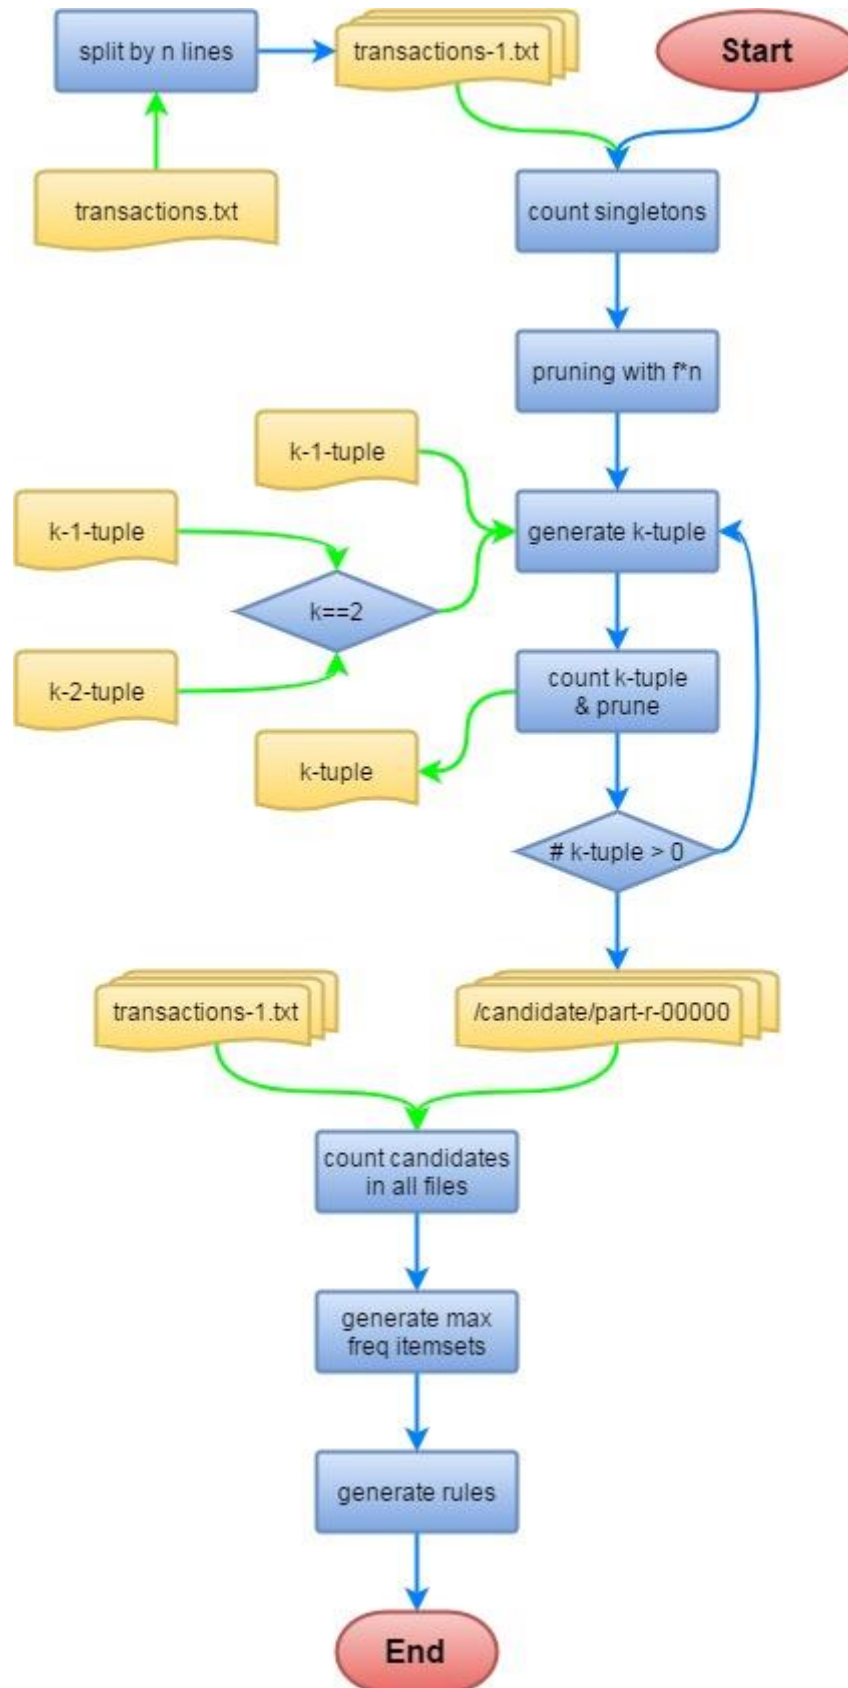 split by n lines
transactions-1.txt
Start
transactions.txt
count singletons
pruning with f*n
k-1-tuple
k-1-tuple
generate k-tuple
k==2
k-2-tuple
count k-tuple
& prune
k-tuple
# k-tuple > 0
transactions-1.txt
/candidate/part-r-00000
count candidates
in all files
generate max
freq itemsets
generate rules
End